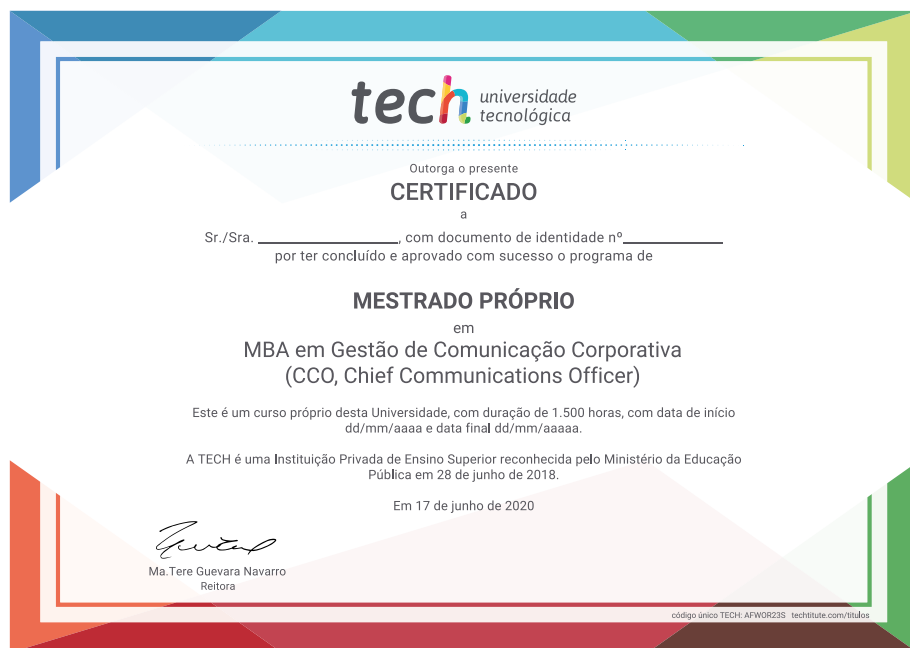 tech universidade
tecnológica
Outorga o presente
CERTIFICADO
a
Sr./Sra. ____________________, com documento de identidade nº______________
por ter concluído e aprovado com sucesso o programa de
MESTRADO PRÓPRIO
em
MBA em Gestão de Comunicação Corporativa
(CCO, Chief Communications Officer)
Este é um curso próprio desta Universidade, com duração de 1.500 horas, com data de início
dd/mm/aaaa e data final dd/mm/aaaaa.
A TECH é uma Instituição Privada de Ensino Superior reconhecida pelo Ministério da Educação
Pública em 28 de junho de 2018.
Em 17 de junho de 2020
Ma.Tere Guevara Navarro
Reitora
código único TECH: AFWOR23S techtitute.com/titulos